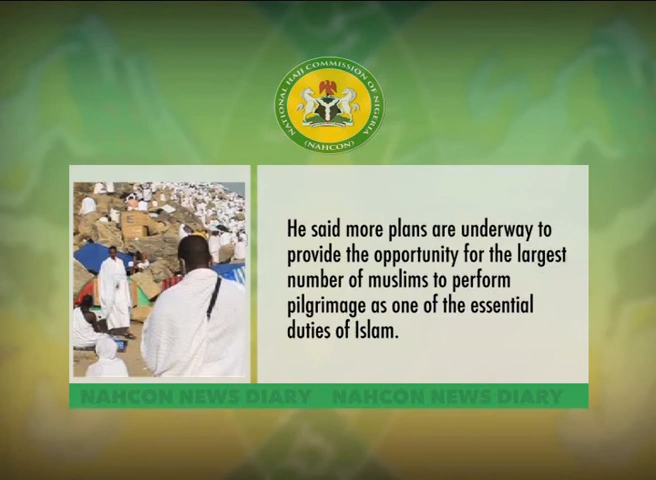 NATIONAL HAJJ COMMISSION OF NIGERIA
(NAHCON)
He said more plans are underway to
provide the opportunity for the largest
number of muslims to perform
pilgrimage as one of the essential
duties of Islam.
NAHCON NEWS DIARY NAHCON NEWS DIARY